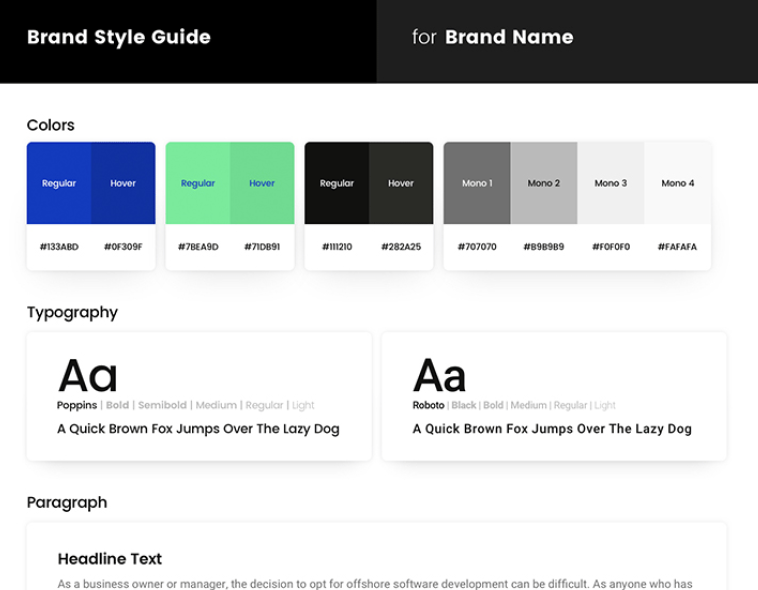 Brand Style Guide
for Brand Name
Colors
Regular Hover Regular Hover Regular Hover Mono 1 Mono 2 Mono 3 Mono 4
#133ABD #0F309F #7BEA9D #71DB91 #111210 #282A25 #707070 #B9B9B9 #F0F0F0 #FAFAFA
Typography
Aa
Poppins | Bold | Semibold | Medium | Regular | Light
A Quick Brown Fox Jumps Over The Lazy Dog
Aa
Roboto | Black | Bold | Medium | Regular | Light
A Quick Brown Fox Jumps Over The Lazy Dog
Paragraph
Headline Text
As a business owner or manager, the decision to opt for offshore software development can be difficult. As anyone who has